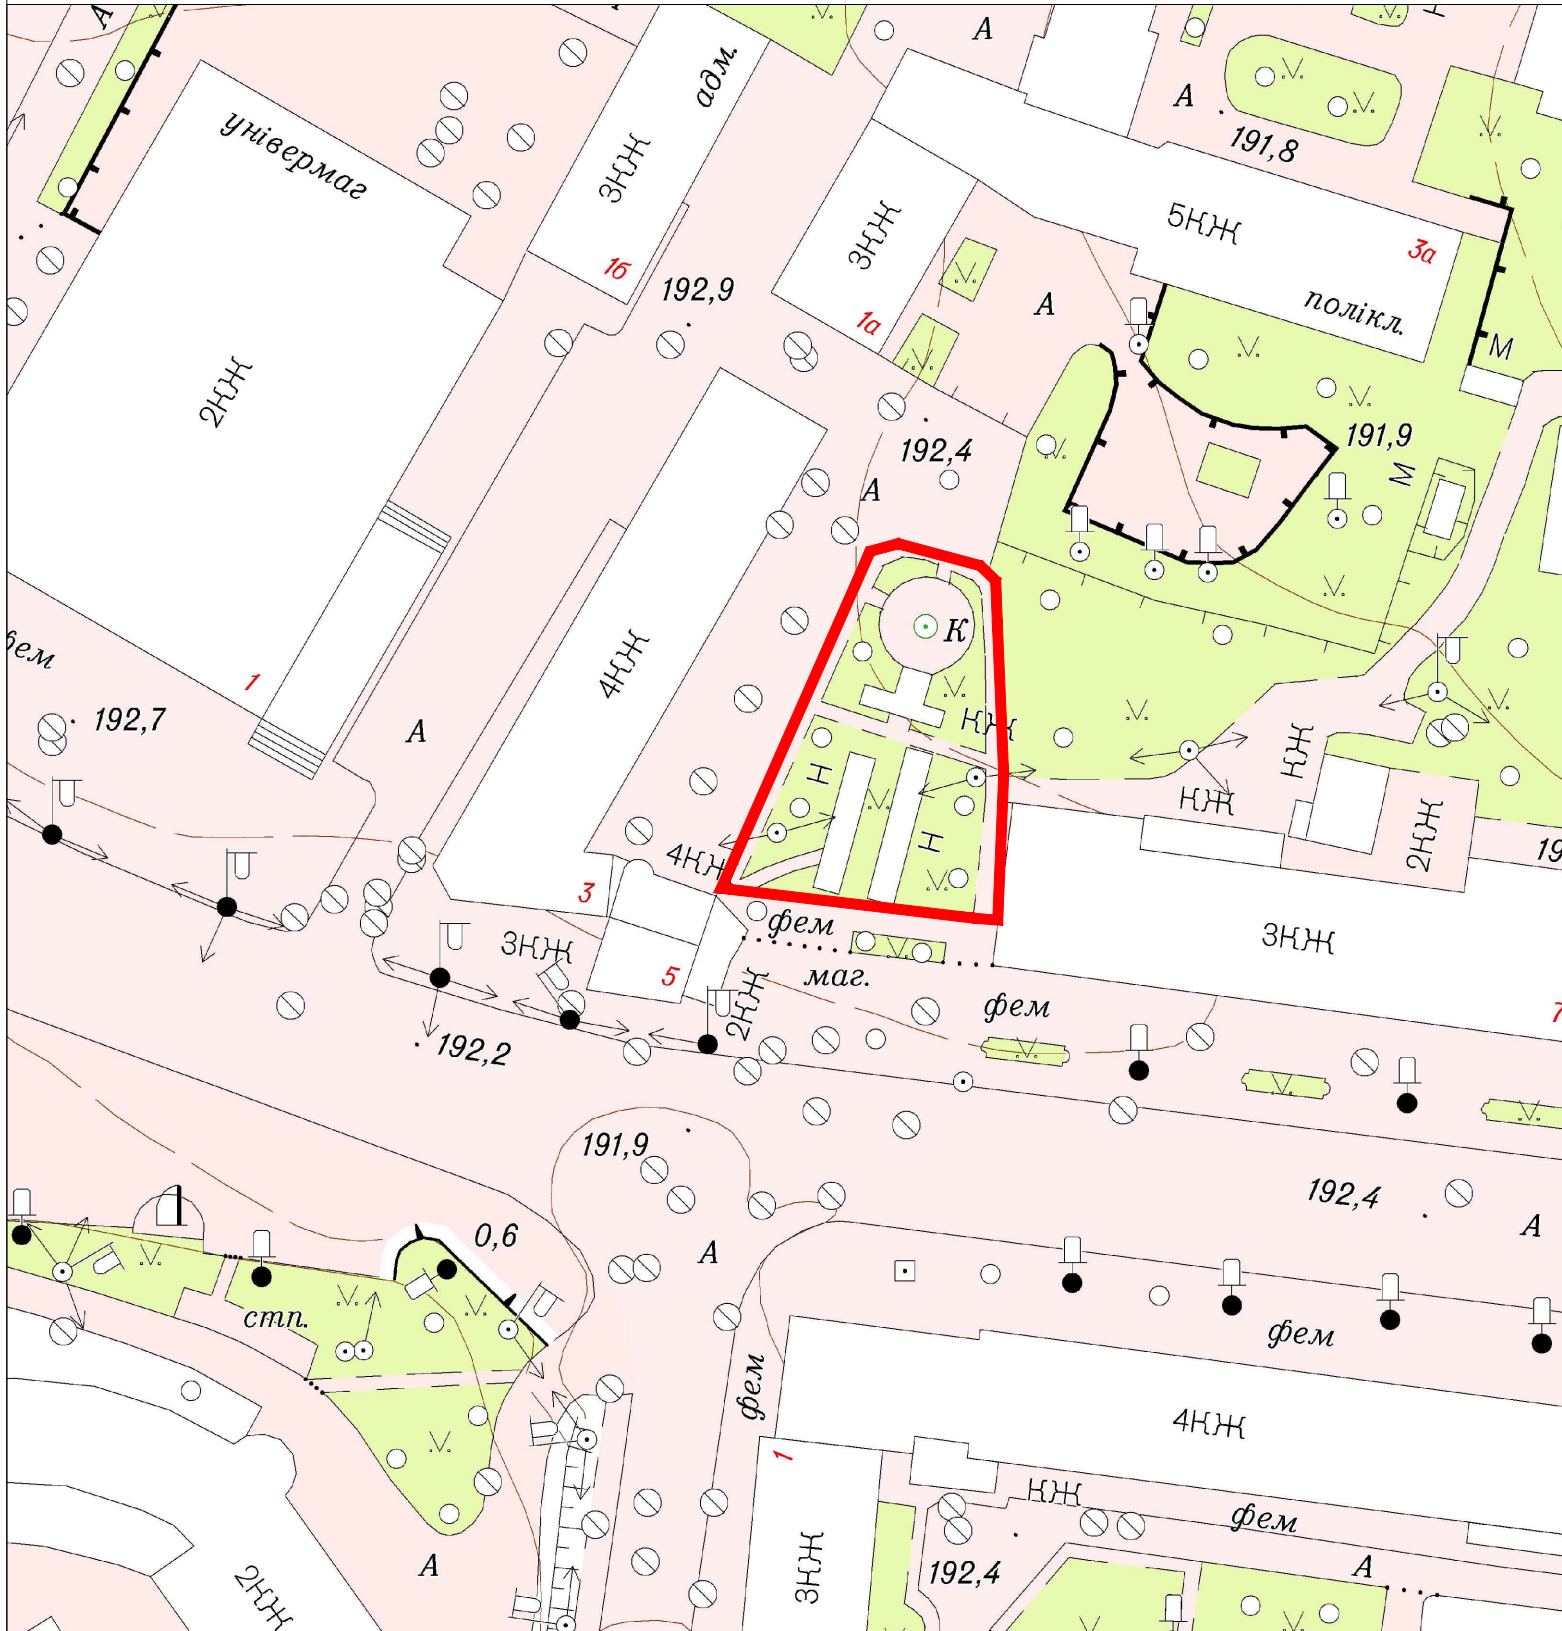 А
А
адм.
А
191,8
універмаг
3КЖ
5КЖ
3а
3КЖ
1б
192,9
1а
А
полікл.
М
2КЖ
191,9
192,4
М
А
К
фем
4КЖ
1
192,7
А
КЖ
КЖ
КЖ
Н
2КЖ
Н
4КЖ
19
3
фем
3КЖ
3КЖ
5
маг.
2КЖ
фем
7
192,2
191,9
192,4
А
0,6
А
стп.
фем
фем
4КЖ
1
КЖ
фем
3КЖ
А
192,4
А
2КЖ